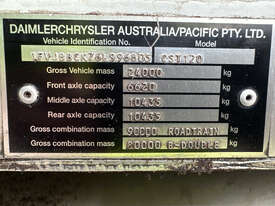 DAIMLERCHRYSLER AUSTRALIA/PACIFIC PTY. LTD.
Vehicle Identification No. Model
CST120
Gross Vehicle mass 24000 kg
Front axle capacity 6620 kg
Middle axle capacity 10435 kg
Rear axle capacity 10435 kg
Gross combination mass 90000 ROADTRAIN kg
Gross combination mass B-DOUBLE kg